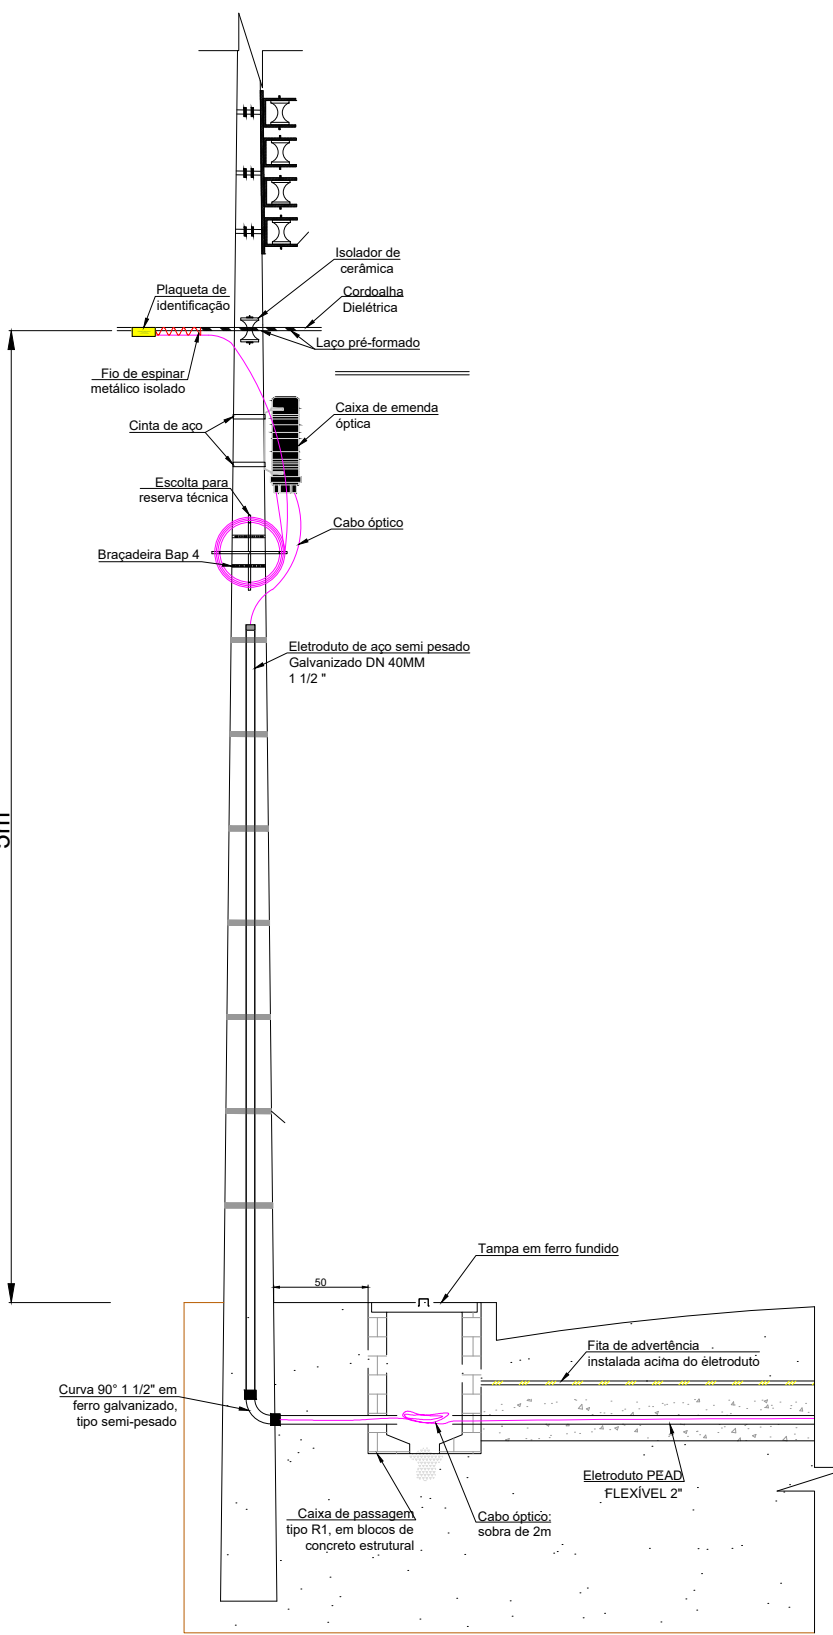 Isolador de
cerâmica
Plaqueta de
identificação
Cordoalha
Dielétrica
Laço pré-formado
Fio de espinar
metálico isolado
Caixa de emenda
óptica
Cinta de aço
Escolta para
reserva técnica
Cabo óptico
Braçadeira Bap 4
Eletroduto de aço semi pesado
Galvanizado DN 40MM
1 1/2 "
5m
Tampa em ferro fundido
50
Fita de advertência
instalada acima do eletroduto
Curva 90° 1 1/2" em
ferro galvanizado,
tipo semi-pesado
Eletroduto PEAD
FLEXÍVEL 2"
Caixa de passagem
tipo R1, em blocos de
concreto estrutural
Cabo óptico:
sobra de 2m